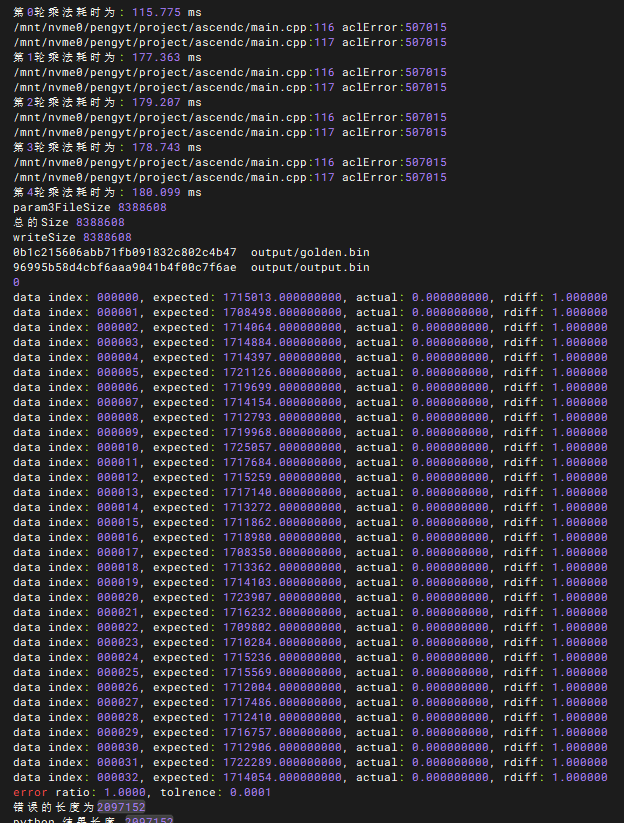 第0轮乘法耗时为: 115.775 ms
/mnt/nvme0/pengyt/project/ascendc/main.cpp:116 aclError:507015
/mnt/nvme0/pengyt/project/ascendc/main.cpp:117 aclError:507015
第1轮乘法耗时为: 177.363 ms
/mnt/nvme0/pengyt/project/ascendc/main.cpp:116 aclError:507015
/mnt/nvme0/pengyt/project/ascendc/main.cpp:117 aclError:507015
第2轮乘法耗时为: 179.207 ms
/mnt/nvme0/pengyt/project/ascendc/main.cpp:116 aclError:507015
/mnt/nvme0/pengyt/project/ascendc/main.cpp:117 aclError:507015
第3轮乘法耗时为: 178.743 ms
/mnt/nvme0/pengyt/project/ascendc/main.cpp:116 aclError:507015
/mnt/nvme0/pengyt/project/ascendc/main.cpp:117 aclError:507015
第4轮乘法耗时为: 180.099 ms
param3FileSize 8388608
总的Size 8388608
writeSize 8388608
0b1c215606abb71fb091832c802c4b47  output/golden.bin
96995b58d4cbf6aaa9041b4f00c7f6ae  output/output.bin
0
data index: 000000, expected: 1715013.000000000, actual: 0.000000000, rdiff: 1.000000
data index: 000001, expected: 1708498.000000000, actual: 0.000000000, rdiff: 1.000000
data index: 000002, expected: 1714064.000000000, actual: 0.000000000, rdiff: 1.000000
data index: 000003, expected: 1714884.000000000, actual: 0.000000000, rdiff: 1.000000
data index: 000004, expected: 1714397.000000000, actual: 0.000000000, rdiff: 1.000000
data index: 000005, expected: 1721126.000000000, actual: 0.000000000, rdiff: 1.000000
data index: 000006, expected: 1719699.000000000, actual: 0.000000000, rdiff: 1.000000
data index: 000007, expected: 1714154.000000000, actual: 0.000000000, rdiff: 1.000000
data index: 000008, expected: 1712793.000000000, actual: 0.000000000, rdiff: 1.000000
data index: 000009, expected: 1719968.000000000, actual: 0.000000000, rdiff: 1.000000
data index: 000010, expected: 1725057.000000000, actual: 0.000000000, rdiff: 1.000000
data index: 000011, expected: 1717684.000000000, actual: 0.000000000, rdiff: 1.000000
data index: 000012, expected: 1715259.000000000, actual: 0.000000000, rdiff: 1.000000
data index: 000013, expected: 1717140.000000000, actual: 0.000000000, rdiff: 1.000000
data index: 000014, expected: 1713272.000000000, actual: 0.000000000, rdiff: 1.000000
data index: 000015, expected: 1711862.000000000, actual: 0.000000000, rdiff: 1.000000
data index: 000016, expected: 1718980.000000000, actual: 0.000000000, rdiff: 1.000000
data index: 000017, expected: 1708350.000000000, actual: 0.000000000, rdiff: 1.000000
data index: 000018, expected: 1713362.000000000, actual: 0.000000000, rdiff: 1.000000
data index: 000019, expected: 1714103.000000000, actual: 0.000000000, rdiff: 1.000000
data index: 000020, expected: 1723907.000000000, actual: 0.000000000, rdiff: 1.000000
data index: 000021, expected: 1716232.000000000, actual: 0.000000000, rdiff: 1.000000
data index: 000022, expected: 1709802.000000000, actual: 0.000000000, rdiff: 1.000000
data index: 000023, expected: 1710284.000000000, actual: 0.000000000, rdiff: 1.000000
data index: 000024, expected: 1715236.000000000, actual: 0.000000000, rdiff: 1.000000
data index: 000025, expected: 1715569.000000000, actual: 0.000000000, rdiff: 1.000000
data index: 000026, expected: 1712004.000000000, actual: 0.000000000, rdiff: 1.000000
data index: 000027, expected: 1717486.000000000, actual: 0.000000000, rdiff: 1.000000
data index: 000028, expected: 1712410.000000000, actual: 0.000000000, rdiff: 1.000000
data index: 000029, expected: 1716757.000000000, actual: 0.000000000, rdiff: 1.000000
data index: 000030, expected: 1712906.000000000, actual: 0.000000000, rdiff: 1.000000
data index: 000031, expected: 1722289.000000000, actual: 0.000000000, rdiff: 1.000000
data index: 000032, expected: 1714054.000000000, actual: 0.000000000, rdiff: 1.000000
error ratio: 1.0000, tolrence: 0.0001
错误的长度为2097152
python 结果长度 2097152